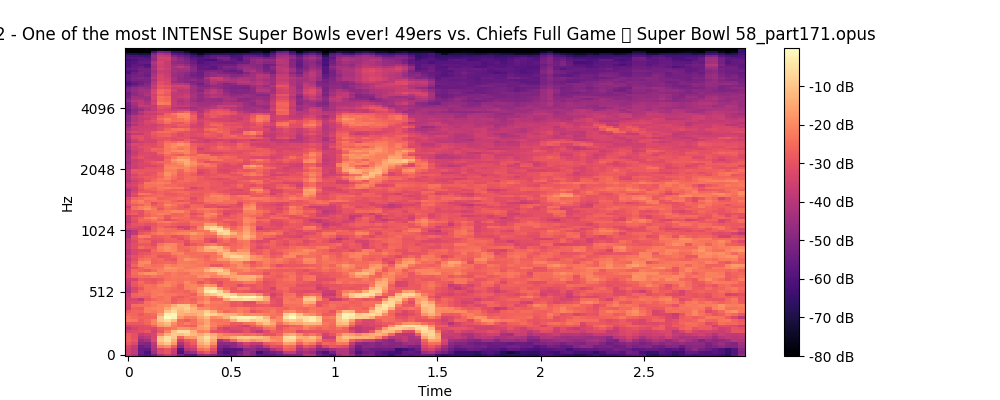 2 - One of the most INTENSE Super Bowls ever! 49ers vs. Chiefs Full Game  Super Bowl 58_part171.opus
4096
2048
1024
512
0
Hz
0
0.5
1
1.5
2
2.5
Time
-10 dB
-20 dB
-30 dB
-40 dB
-50 dB
-60 dB
-70 dB
-80 dB